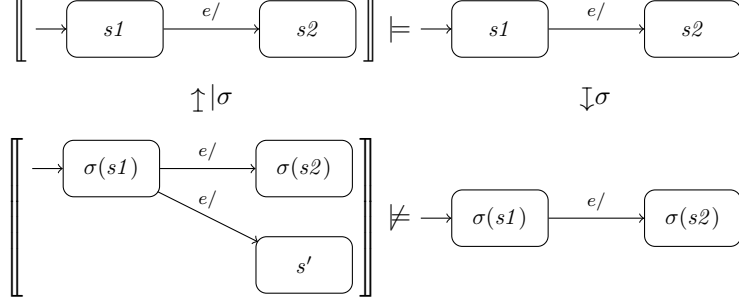 e/ e/
⟦ s1 s2 ⟧ ⊨ s1 s2
↥|σ ↧σ
e/
⟦ σ(s1) σ(s2) ⟧
e/ e/
⊭ σ(s1) σ(s2)
s′